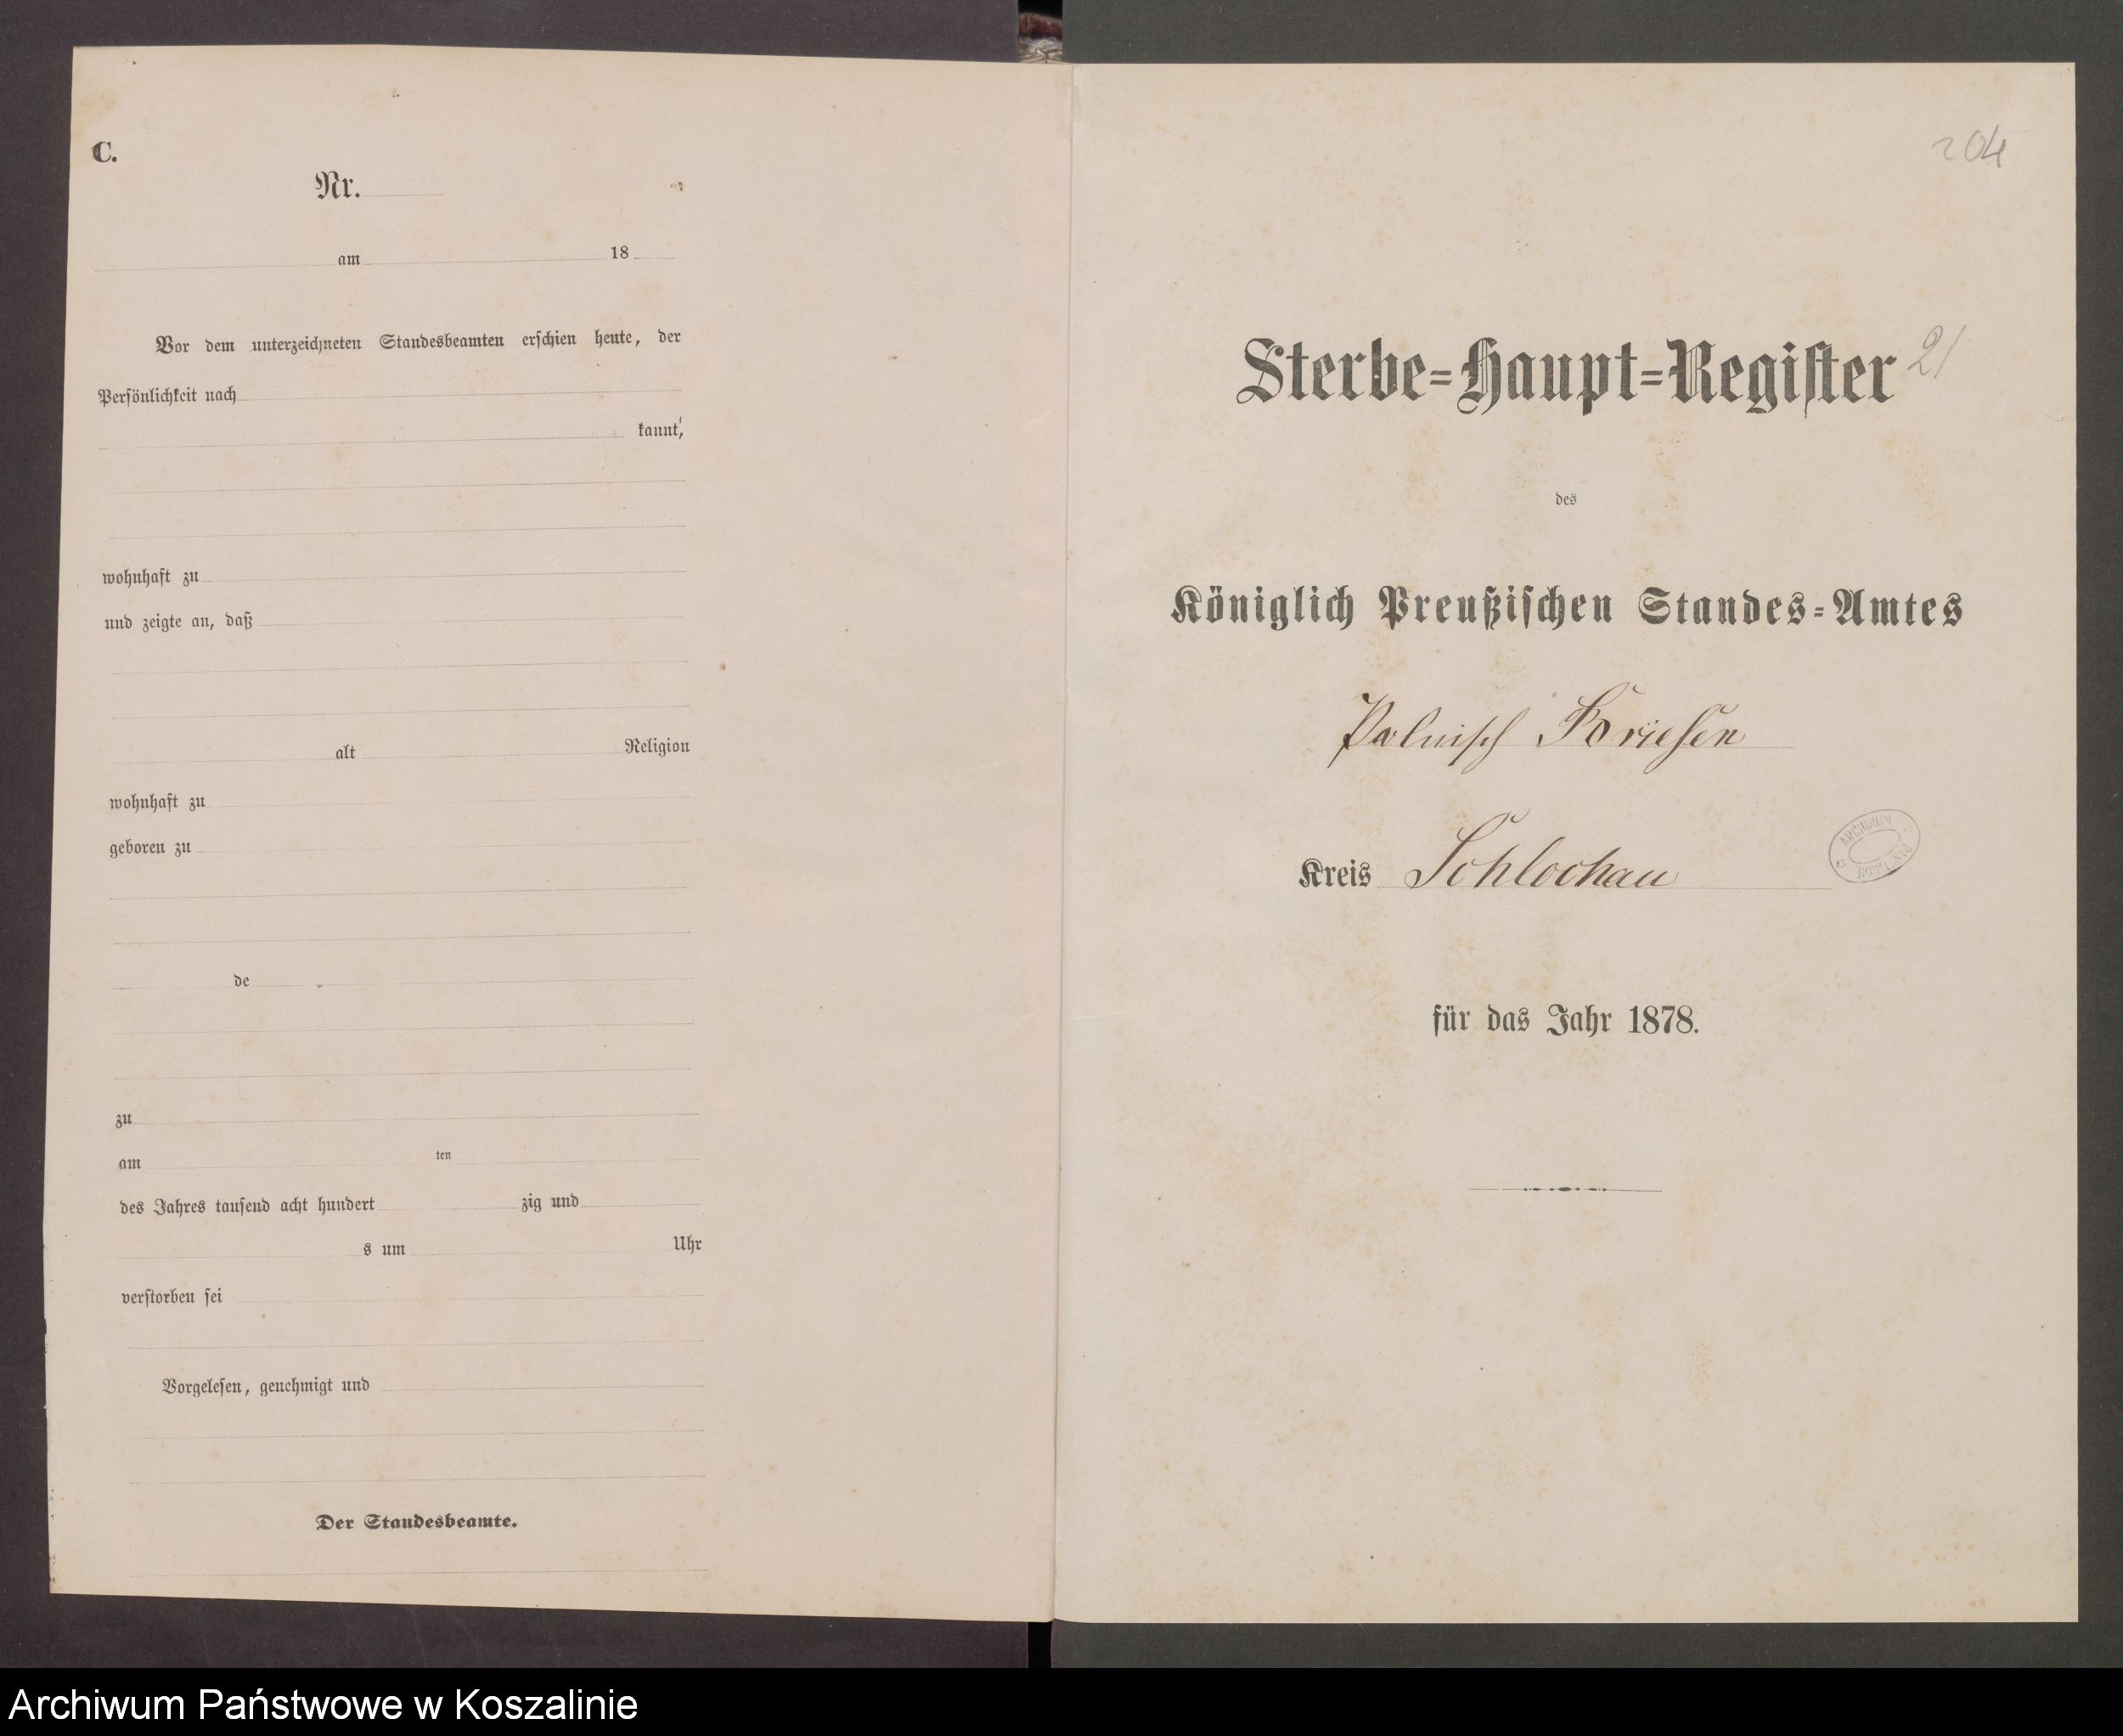 C.
Nr.
am 18
Vor dem unterzeichneten Standesbeamten erschien heute, der
Persönlichkeit nach
kannt,
wohnhaft zu
und zeigte an, daß
alt Religion
wohnhaft zu
geboren zu
de
zu
am ten
des Jahres tausend acht hundert zig und
s um Uhr
verstorben sei
Vorgelesen, genehmigt und
Der Standesbeamte.
204
Sterbe=Haupt=Register 21
des
Königlich Preußischen Standes=Amtes
Polnisch Briesen
Kreis Schlochau
ARCHIWUM
für das Jahr 1878.
Archiwum Państwowe w Koszalinie